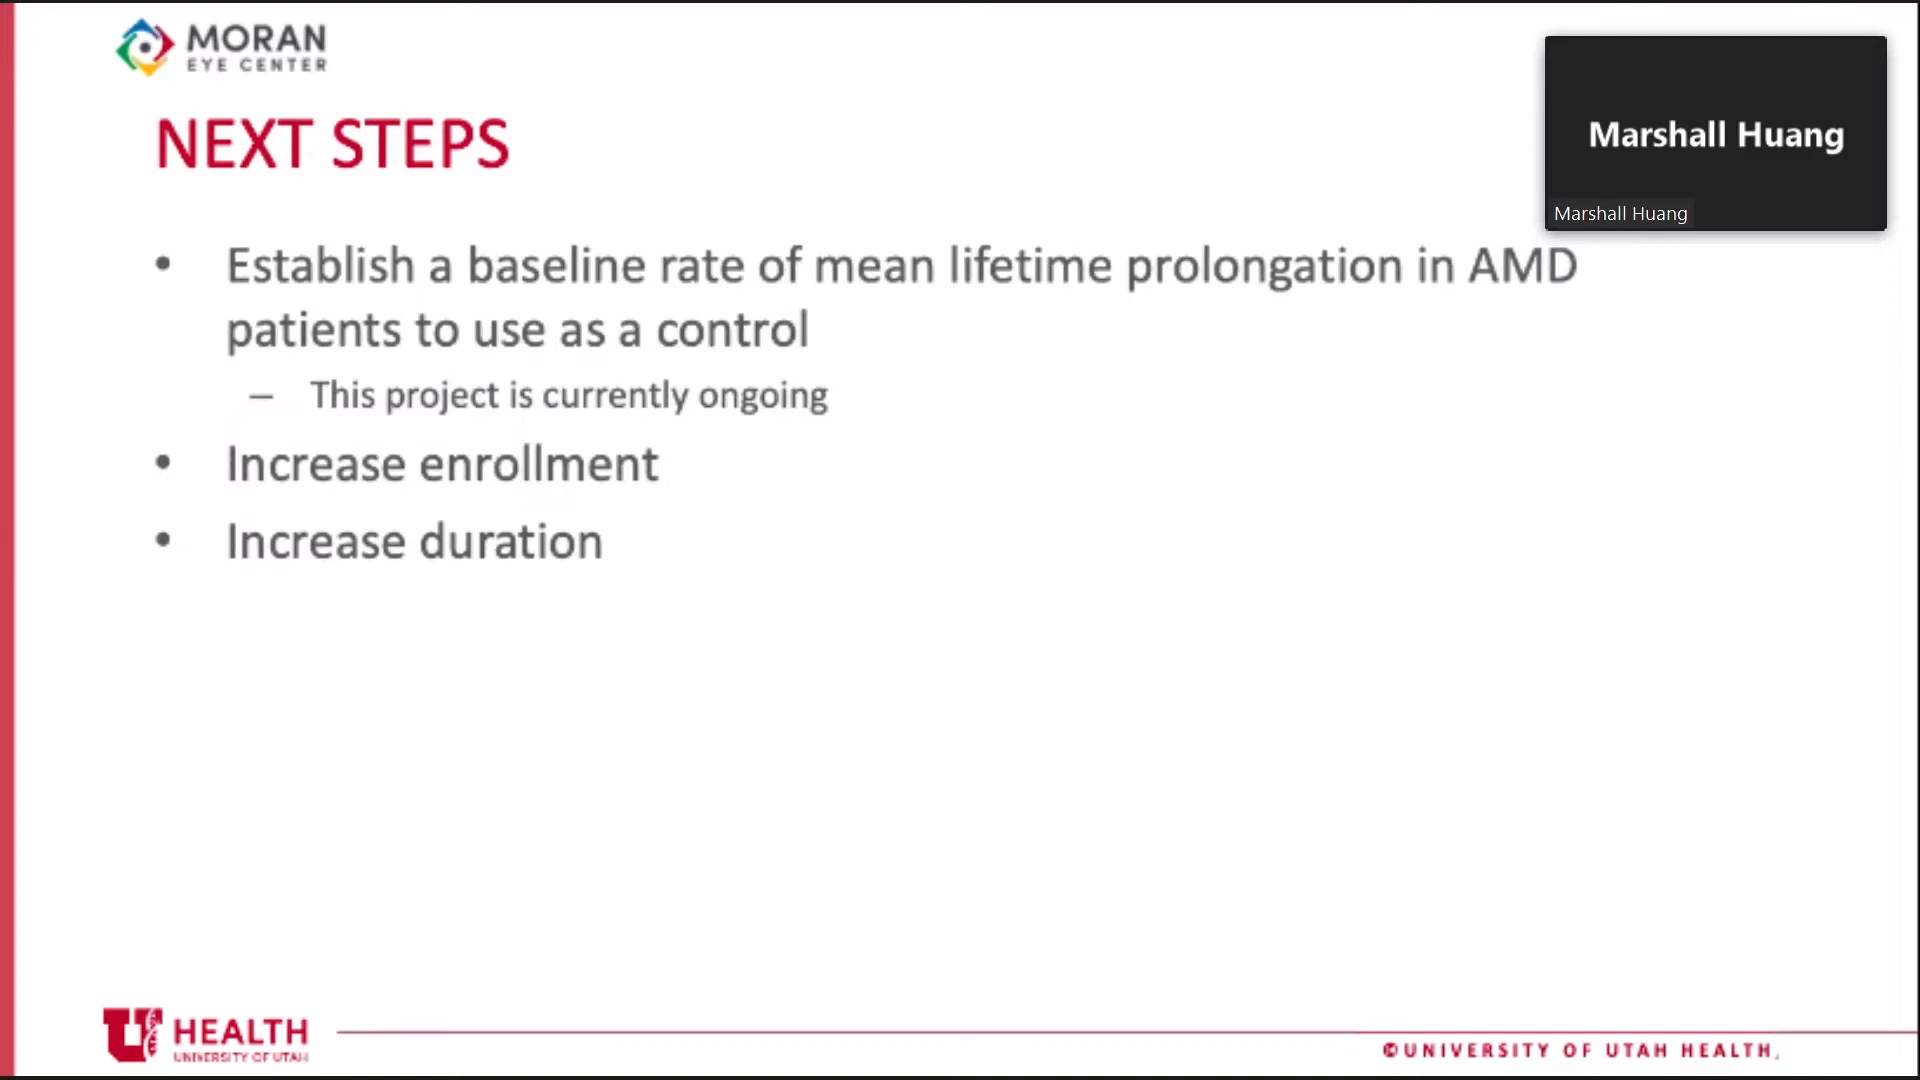 MORAN
EYE CENTER
Marshall Huang
Marshall Huang
NEXT STEPS
• Establish a baseline rate of mean lifetime prolongation in AMD
patients to use as a control
– This project is currently ongoing
• Increase enrollment
• Increase duration
U HEALTH
UNIVERSITY OF UTAH
©UNIVERSITY OF UTAH HEALTH,